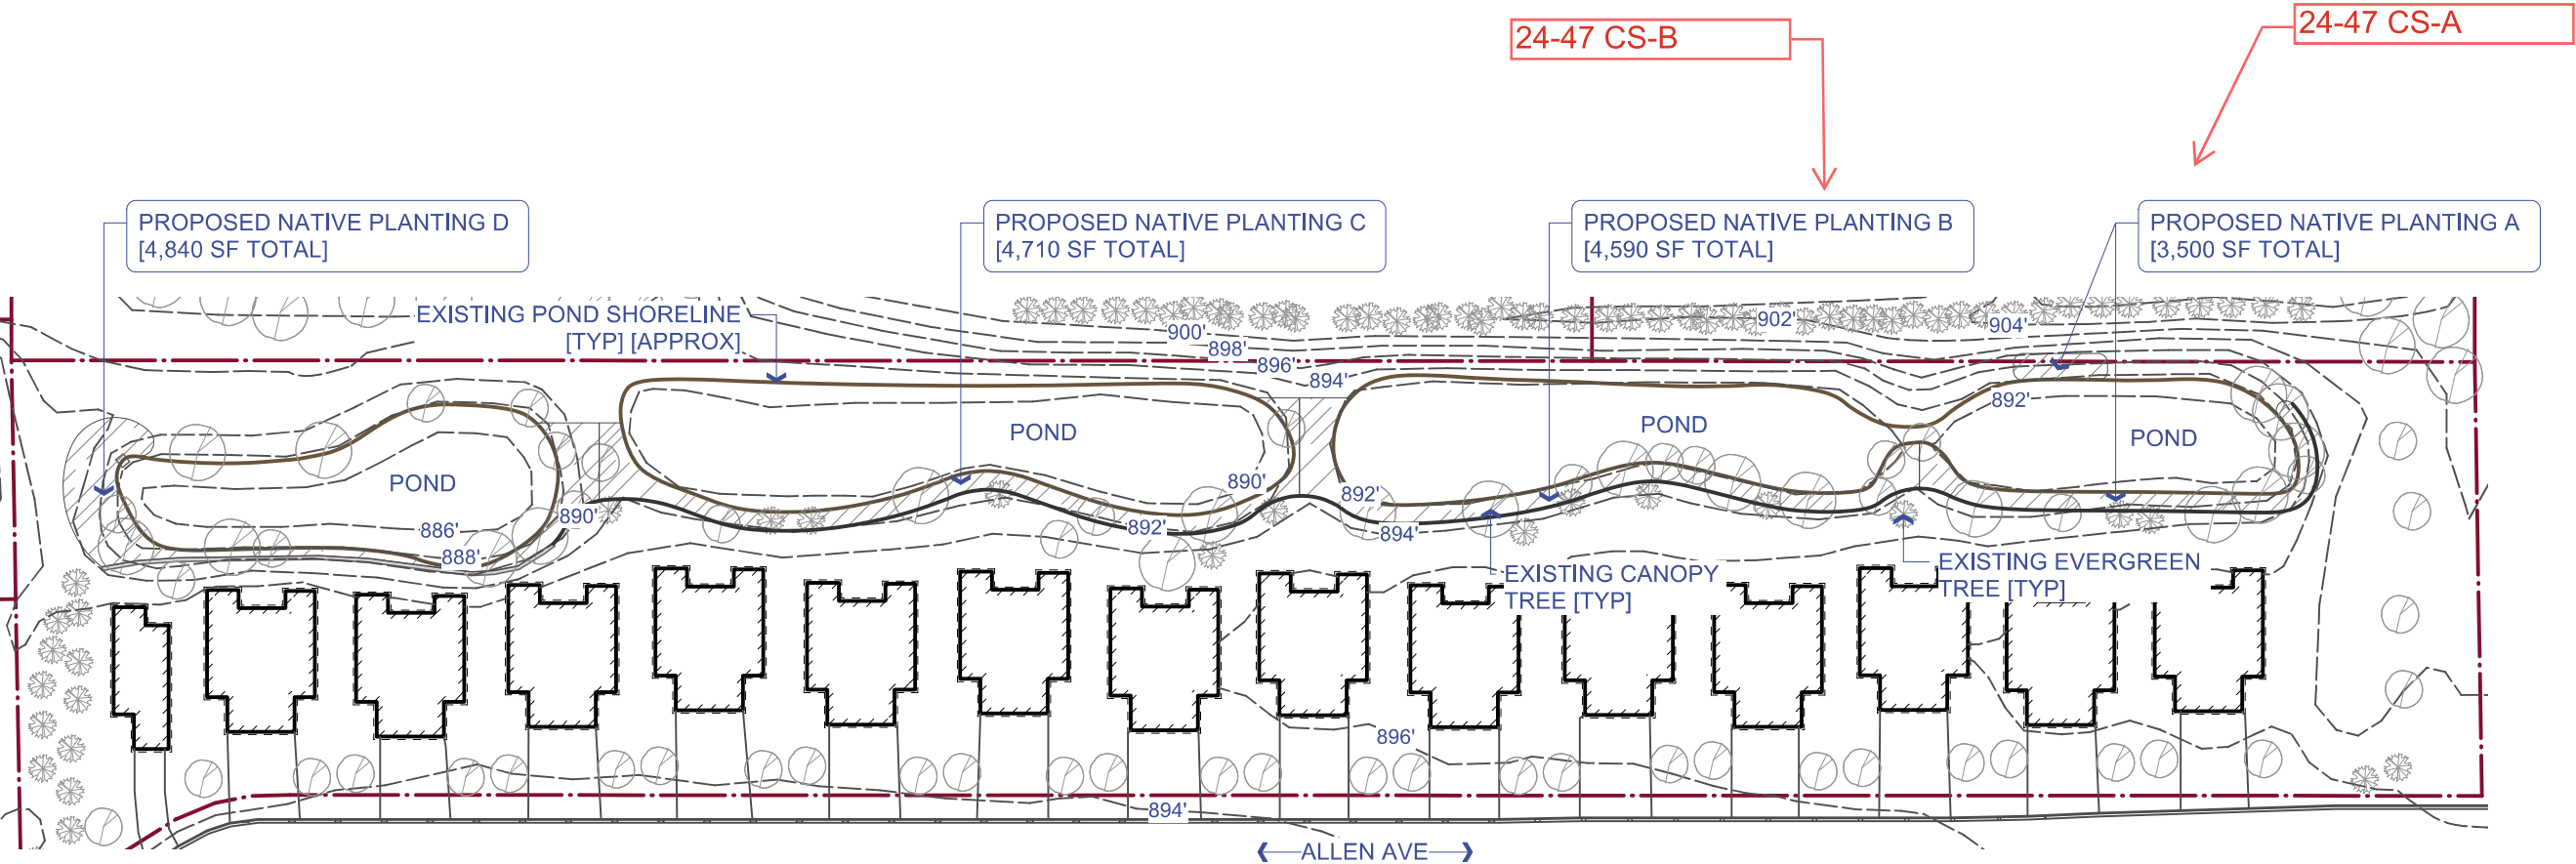 24-47 CS-B
24-47 CS-A
PROPOSED NATIVE PLANTING D
[4,840 SF TOTAL]
PROPOSED NATIVE PLANTING C
[4,710 SF TOTAL]
PROPOSED NATIVE PLANTING B
[4,590 SF TOTAL]
PROPOSED NATIVE PLANTING A
[3,500 SF TOTAL]
EXISTING POND SHORELINE
[TYP] [APPROX]
900'
898'
896'
894'
902'
904'
892'
POND
POND
POND
POND
890'
892'
886'
888'
890'
892'
894'
EXISTING CANOPY
TREE [TYP]
EXISTING EVERGREEN
TREE [TYP]
896'
894'
ALLEN AVE